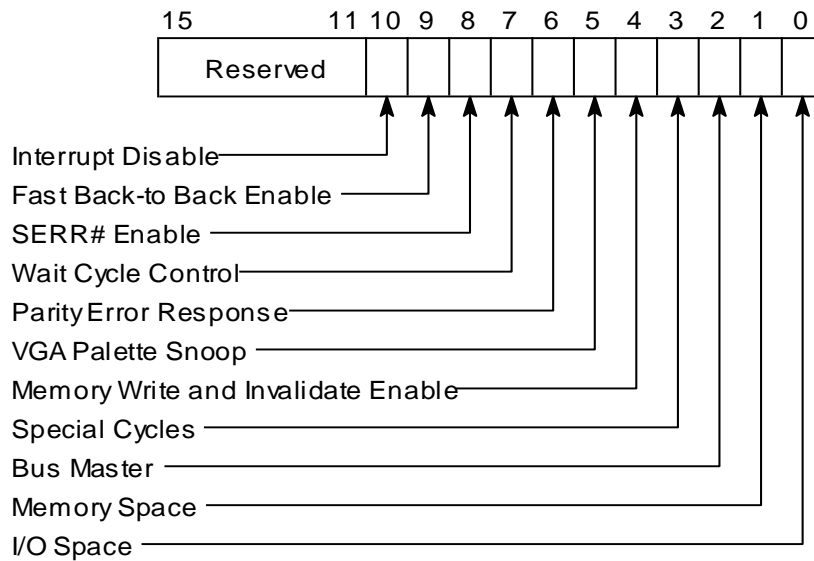 15 11 10 9 8 7 6 5 4 3 2 1 0
Reserved
Interrupt Disable
Fast Back-to Back Enable
SERR# Enable
Wait Cycle Control
Parity Error Response
VGA Palette Snoop
Memory Write and Invalidate Enable
Special Cycles
Bus Master
Memory Space
I/O Space